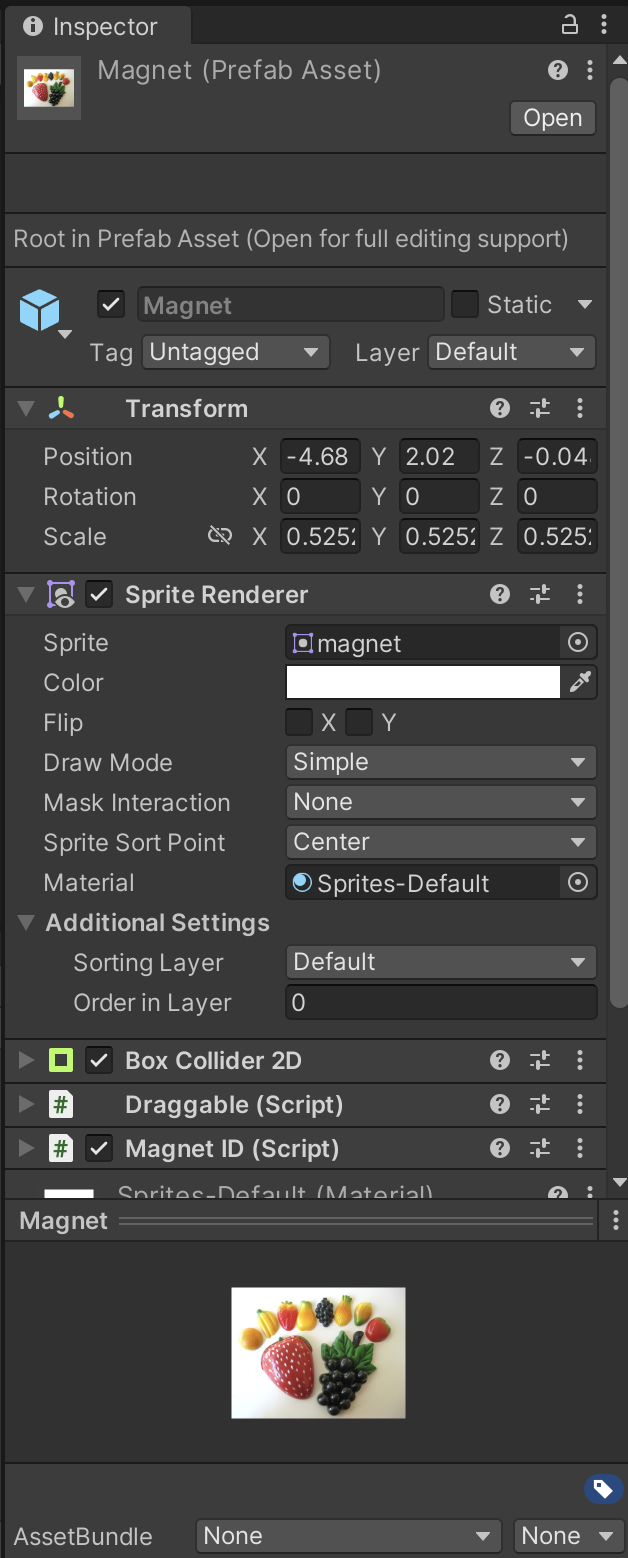 Inspector
Magnet (Prefab Asset)
Open
Root in Prefab Asset (Open for full editing support)
Magnet Static
Tag Untagged Layer Default
Transform
Position X -4.68 Y 2.02 Z -0.04
Rotation X 0 Y 0 Z 0
Scale X 0.525 Y 0.525 Z 0.525
Sprite Renderer
Sprite magnet
Color
Flip X Y
Draw Mode Simple
Mask Interaction None
Sprite Sort Point Center
Material Sprites-Default
Additional Settings
Sorting Layer Default
Order in Layer 0
Box Collider 2D
# Draggable (Script)
# Magnet ID (Script)
Sprites-Default (Material)
Magnet
AssetBundle None None